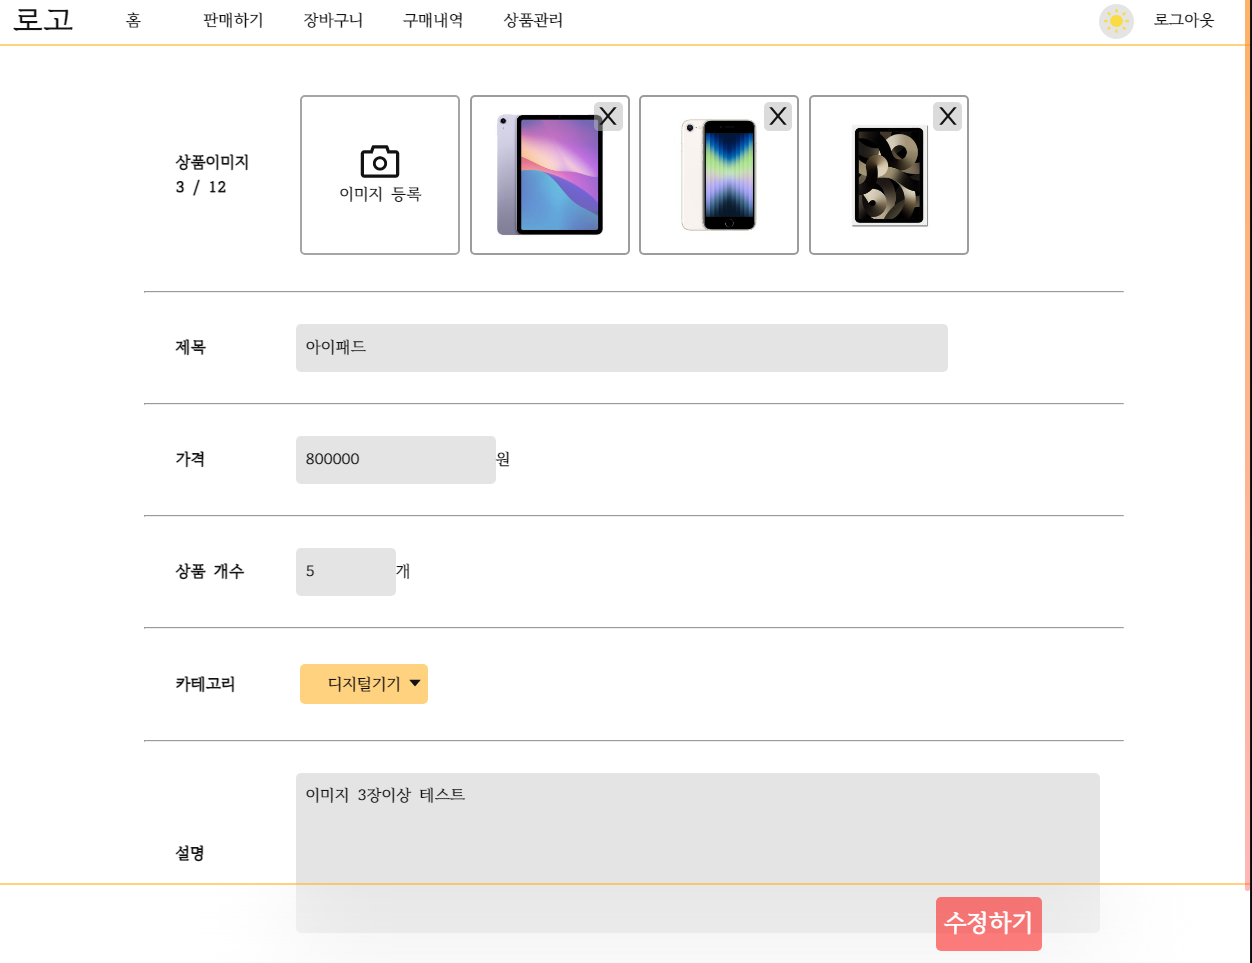 로고 홈 판매하기 장바구니 구매내역 상품관리 로그아웃
상품이미지
3 / 12
이미지 등록
X X X
제목 아이패드
가격 800000 원
상품 개수 5 개
카테고리 디지털기기
설명 이미지 3장이상 테스트
수정하기